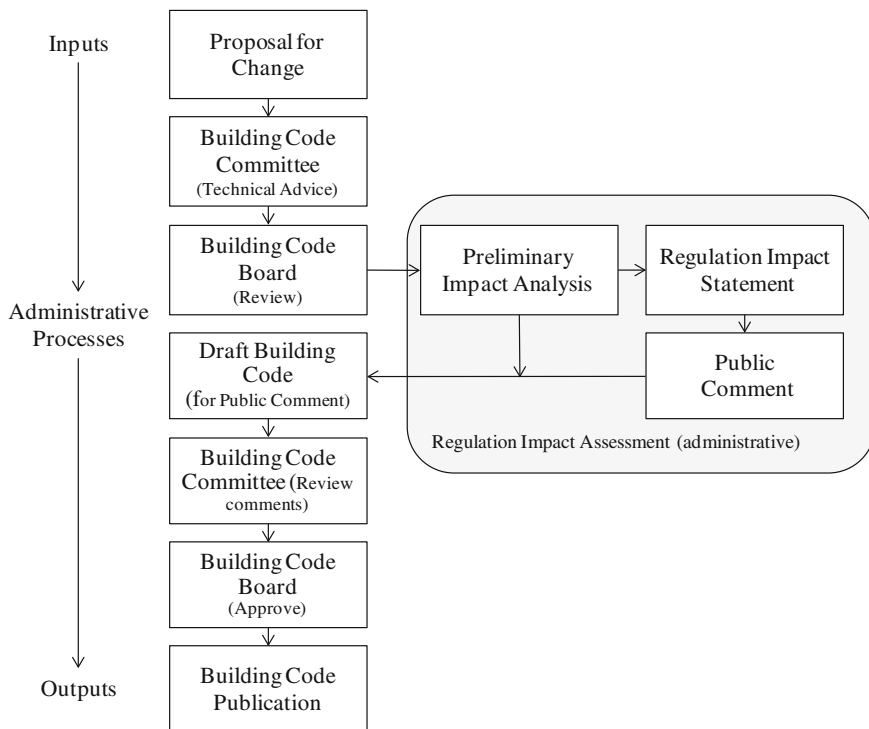 Inputs
Administrative
Processes
Outputs
Proposal for
Change
Building Code
Committee
(Technical Advice)
Building Code
Board
(Review)
Preliminary
Impact Analysis
Regulation Impact
Statement
Public
Comment
Regulation Impact Assessment (administrative)
Draft Building
Code
(for Public Comment)
Building Code
Committee (Review
comments)
Building Code
Board
(Approve)
Building Code
Publication